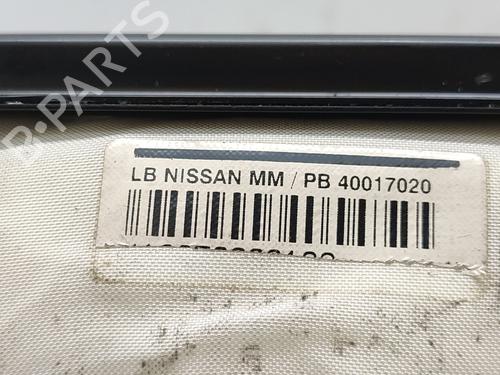 B-PARTS
LB NISSAN MM / PB 40017020